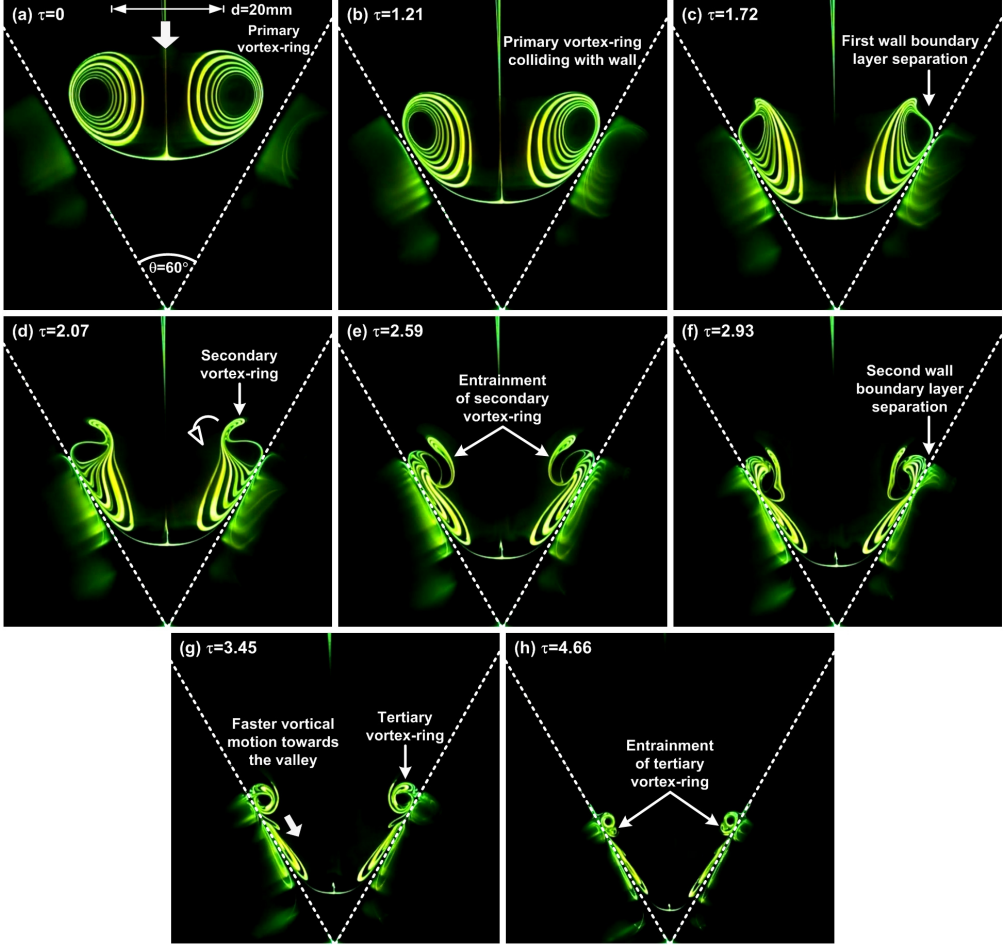 (a) τ=0
d=20mm
Primary
vortex-ring
θ=60°
(b) τ=1.21
Primary vortex-ring
colliding with wall
(c) τ=1.72
First wall boundary
layer separation
(d) τ=2.07
Secondary
vortex-ring
(e) τ=2.59
Entrainment
of secondary
vortex-ring
(f) τ=2.93
Second wall
boundary layer
separation
(g) τ=3.45
Faster vortical
motion towards
the valley
Tertiary
vortex-ring
(h) τ=4.66
Entrainment
of tertiary
vortex-ring